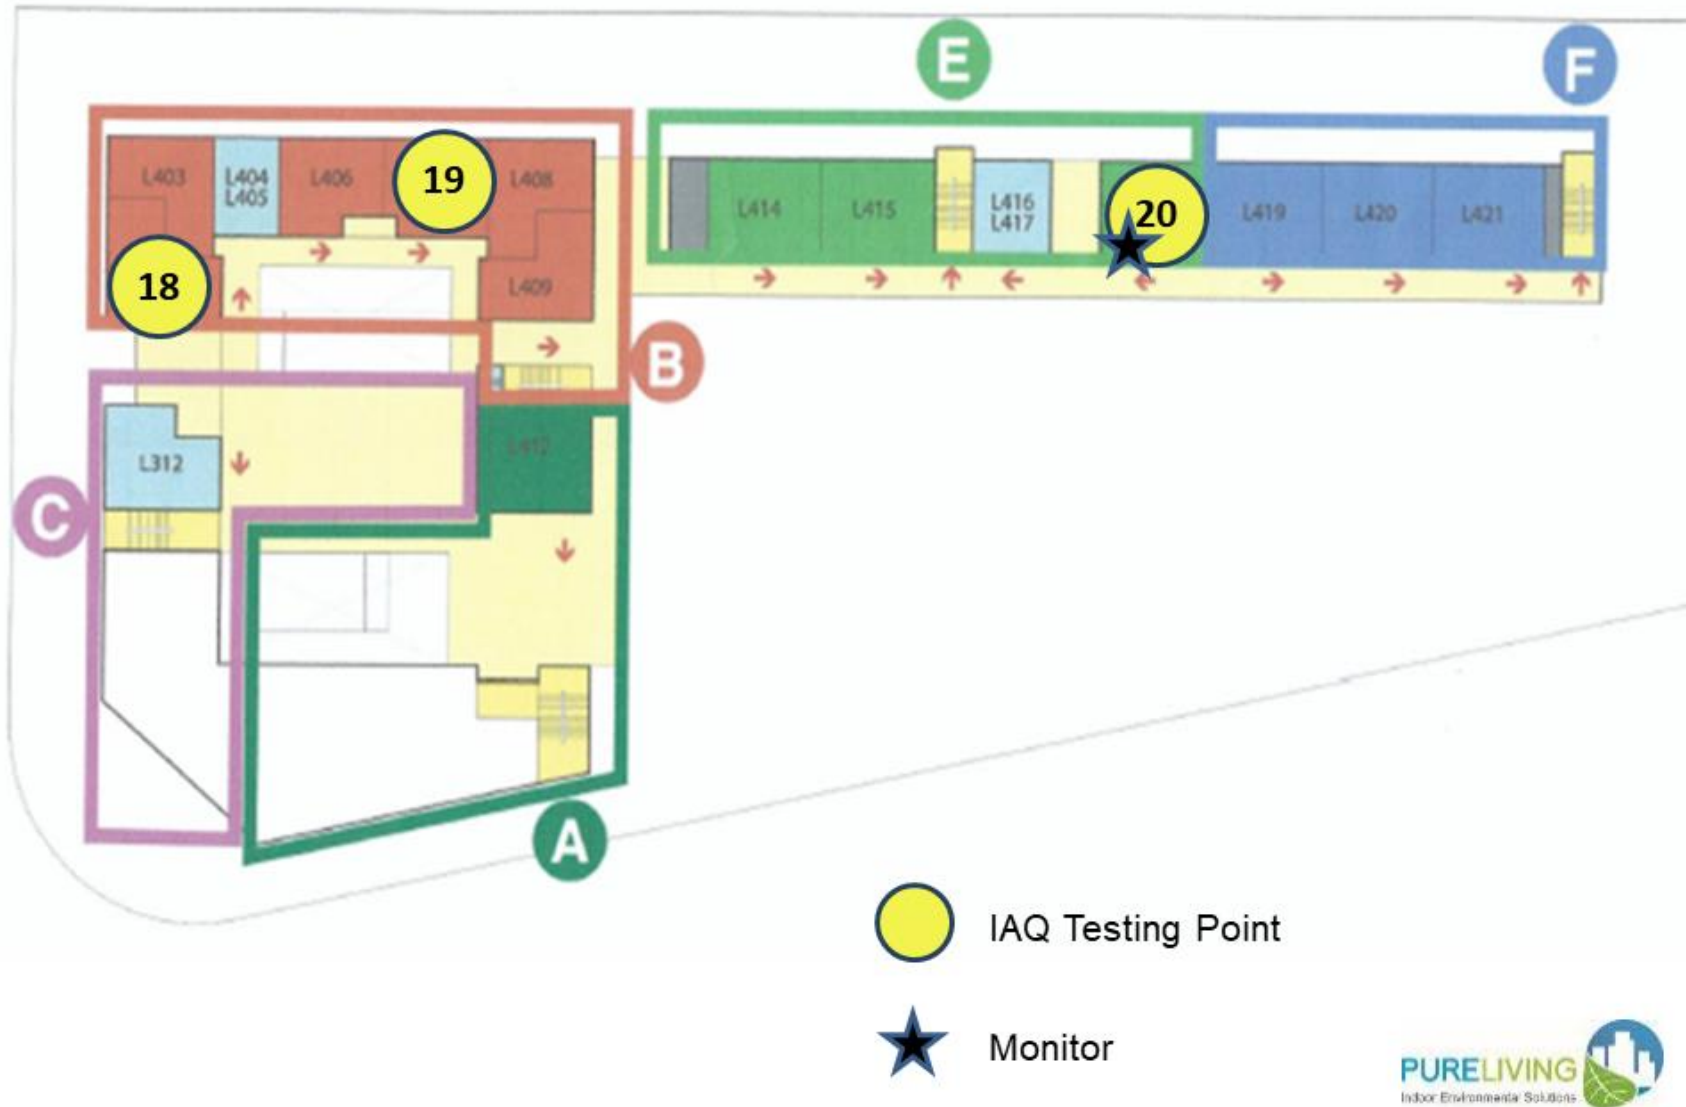 E
F
L403
L404
L405
L406
19
L408
L414
L415
L416
L417
20
L419
L420
L421
18
L409
B
L312
L412
C
A
IAQ Testing Point
Monitor
PURELIVING
Indoor Environmental Solutions